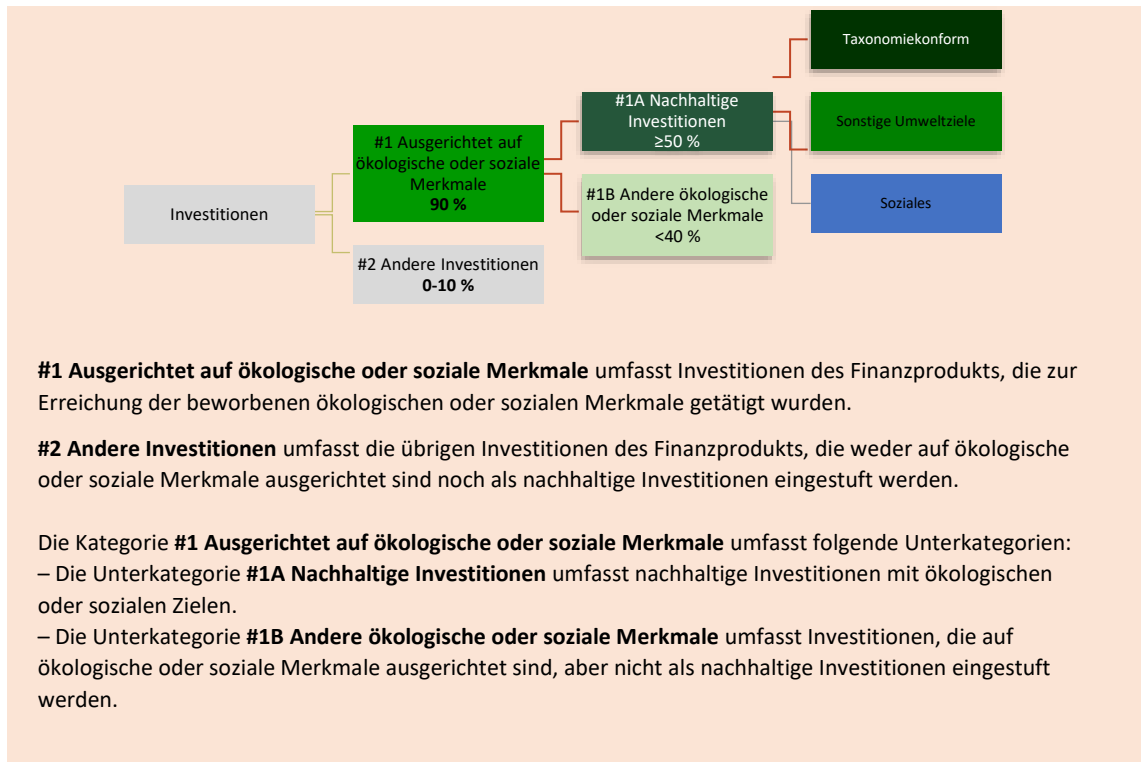 Taxonomiekonform
#1A Nachhaltige
Investitionen
≥50 %
Sonstige Umweltziele
#1 Ausgerichtet auf
ökologische oder soziale
Merkmale
90 %
#1B Andere ökologische
oder soziale Merkmale
<40 %
Soziales
Investitionen
#2 Andere Investitionen
0-10 %
#1 Ausgerichtet auf ökologische oder soziale Merkmale umfasst Investitionen des Finanzprodukts, die zur
Erreichung der beworbenen ökologischen oder sozialen Merkmale getätigt wurden.
#2 Andere Investitionen umfasst die übrigen Investitionen des Finanzprodukts, die weder auf ökologische
oder soziale Merkmale ausgerichtet sind noch als nachhaltige Investitionen eingestuft werden.
Die Kategorie #1 Ausgerichtet auf ökologische oder soziale Merkmale umfasst folgende Unterkategorien:
– Die Unterkategorie #1A Nachhaltige Investitionen umfasst nachhaltige Investitionen mit ökologischen
oder sozialen Zielen.
– Die Unterkategorie #1B Andere ökologische oder soziale Merkmale umfasst Investitionen, die auf
ökologische oder soziale Merkmale ausgerichtet sind, aber nicht als nachhaltige Investitionen eingestuft
werden.